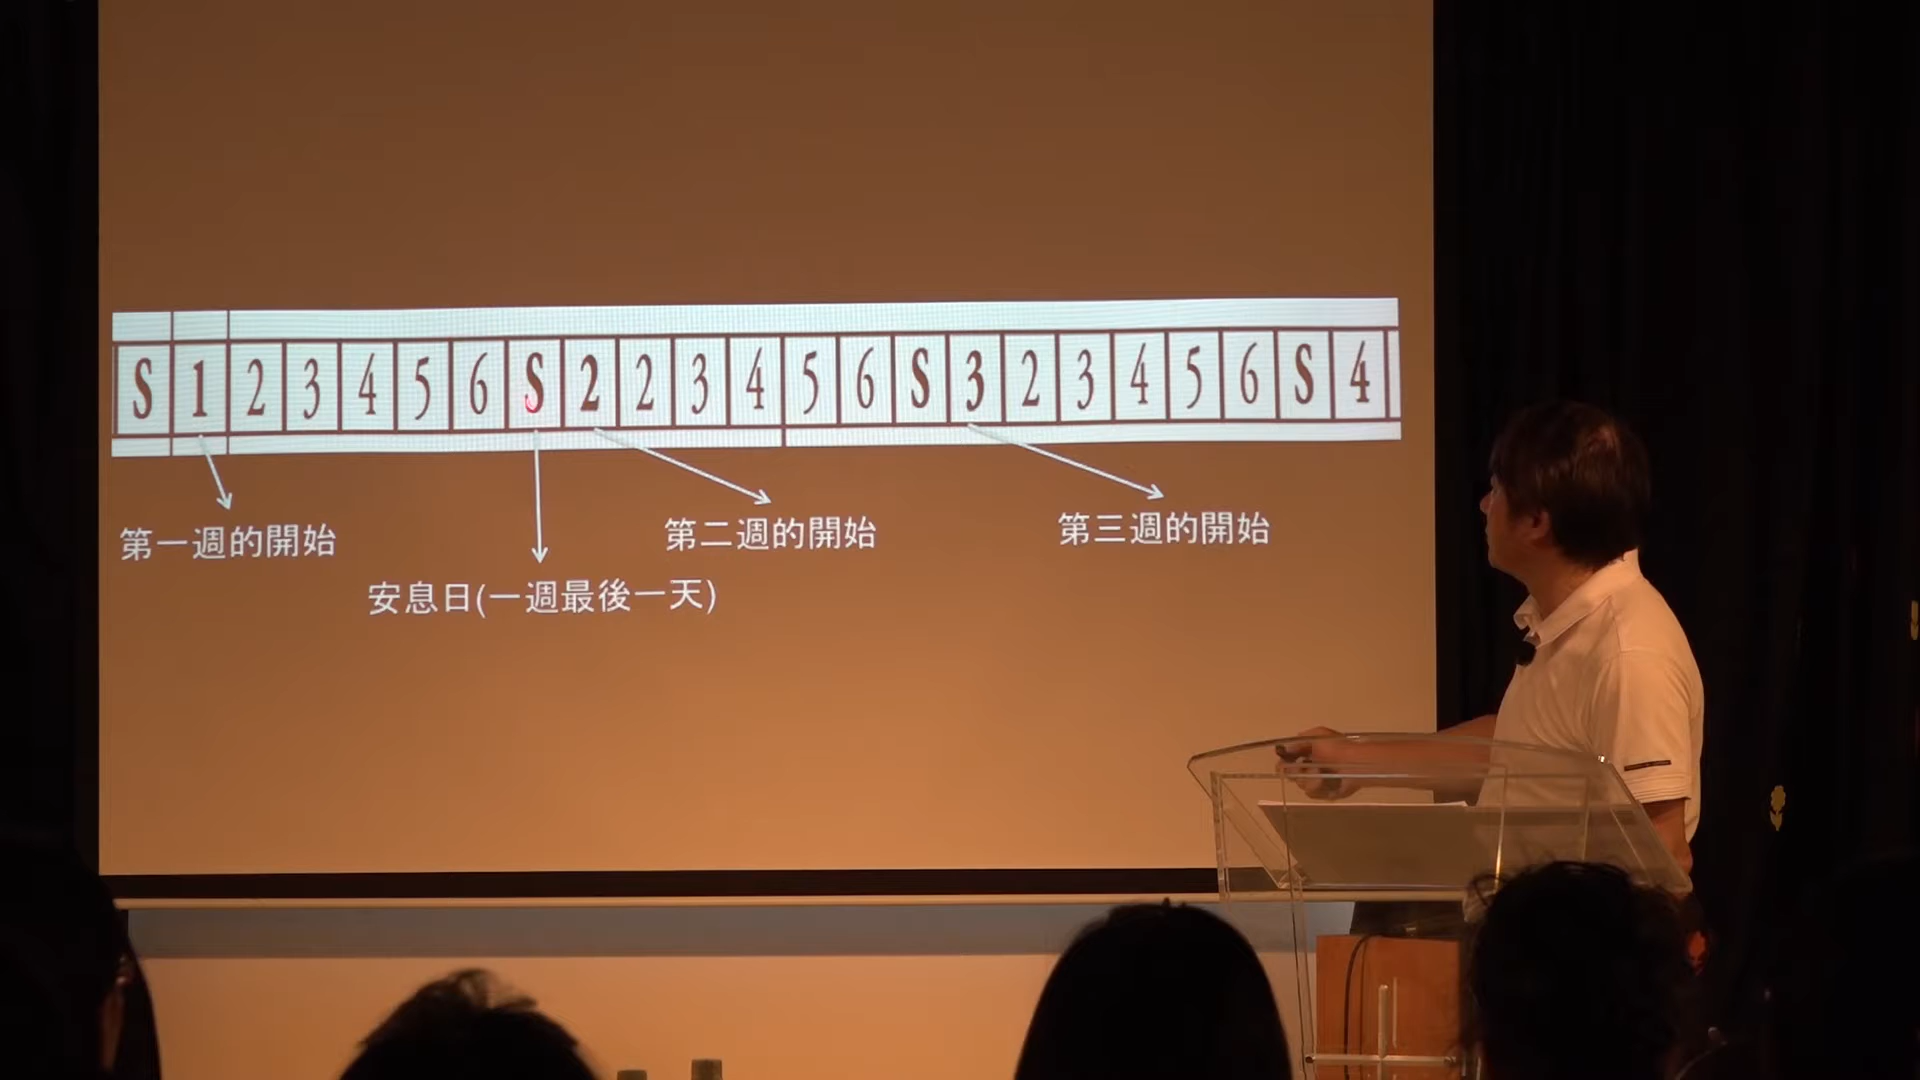 S 1 2 3 4 5 6 S 2 2 3 4 5 6 S 3 2 3 4 5 6 S 4
第一週的開始
第二週的開始
第三週的開始
安息日(一週最後一天)